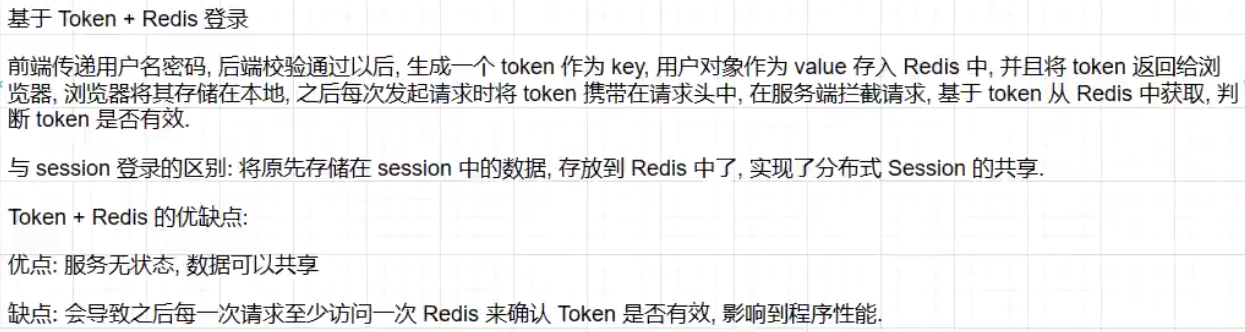 基于 Token + Redis 登录
前端传递用户名密码, 后端校验通过以后, 生成一个 token 作为 key, 用户对象作为 value 存入 Redis 中, 并且将 token 返回给浏
览器, 浏览器将其存储在本地, 之后每次发起请求时将 token 携带在请求头中, 在服务端拦截请求, 基于 token 从 Redis 中获取, 判
断 token 是否有效.
与 session 登录的区别: 将原先存储在 session 中的数据, 存放到 Redis 中了, 实现了分布式 Session 的共享.
Token + Redis 的优缺点:
优点: 服务无状态, 数据可以共享
缺点: 会导致之后每一次请求至少访问一次 Redis 来确认 Token 是否有效, 影响到程序性能.